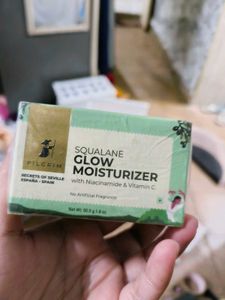 PILGRIM
SECRETS OF SEVILLE
ESPAÑA - SPAIN
SQUALANE
GLOW
MOISTURIZER
with Niacinamide & Vitamin C
No Artificial Fragrance